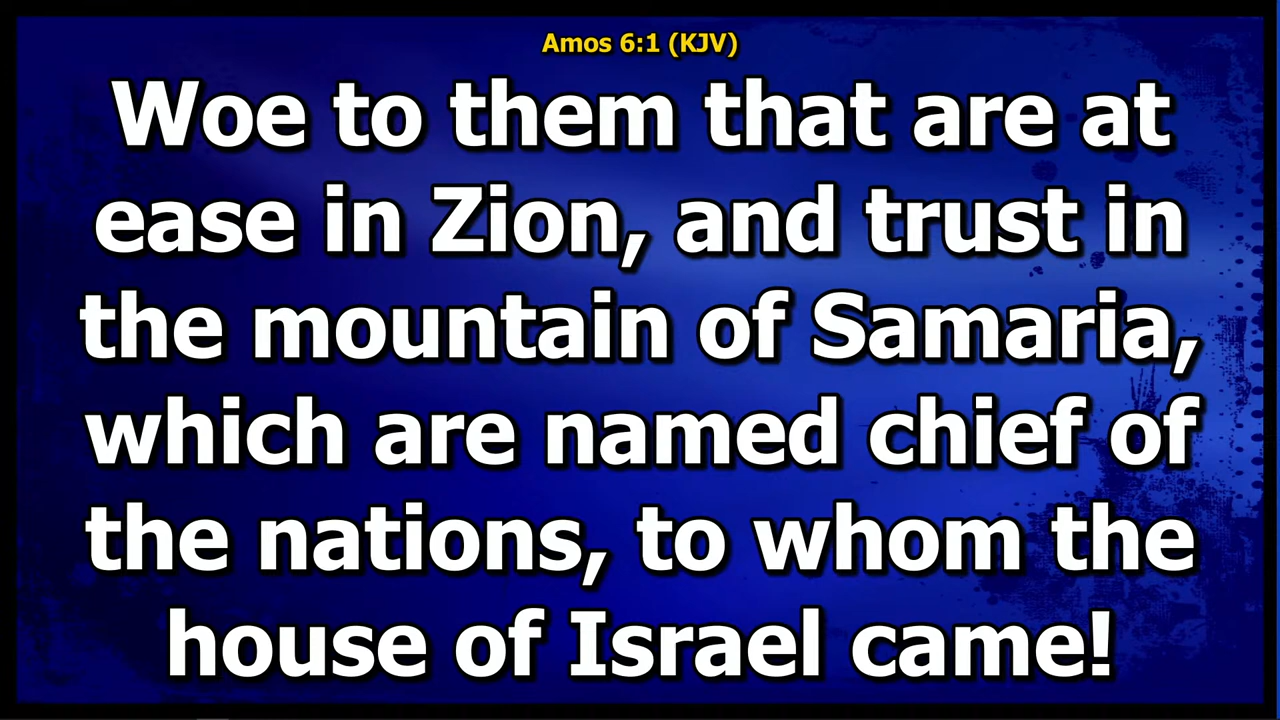 Amos 6:1 (KJV)
Woe to them that are at
ease in Zion, and trust in
the mountain of Samaria,
which are named chief of
the nations, to whom the
house of Israel came!